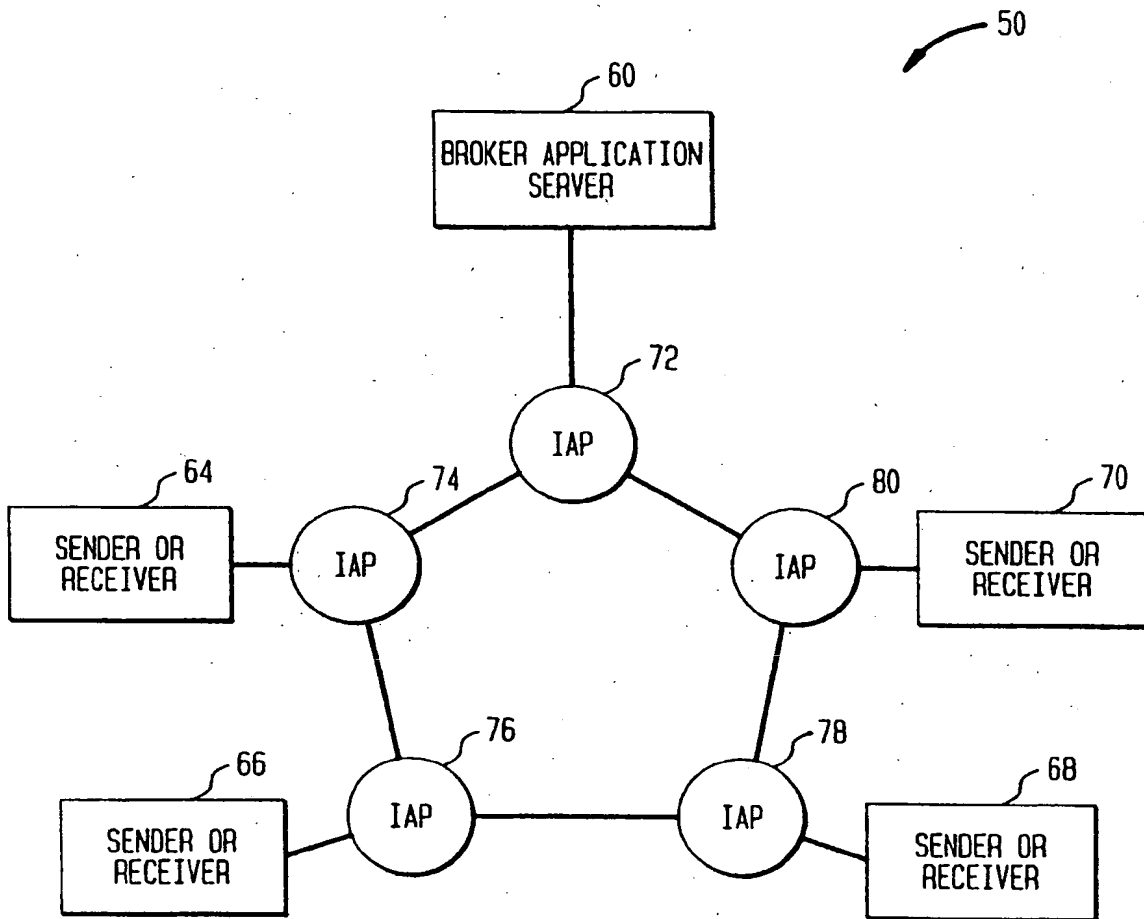 50
60
BROKER APPLICATION
SERVER
72
IAP
64
74
80
70
SENDER OR
RECEIVER
IAP
IAP
SENDER OR
RECEIVER
76
78
66
68
SENDER OR
RECEIVER
IAP
IAP
SENDER OR
RECEIVER